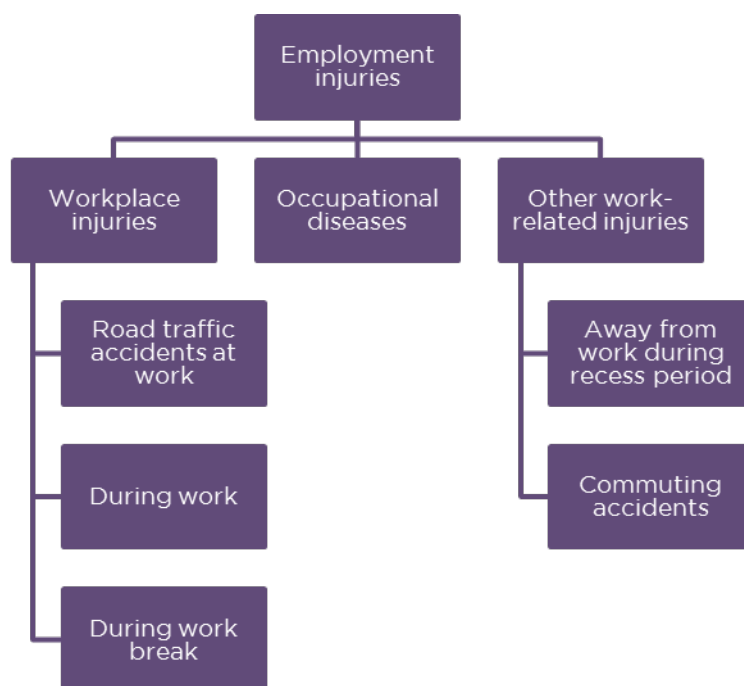 Employment
injuries
Workplace
injuries
Occupational
diseases
Other work-
related injuries
Road traffic
accidents at
work
During work
During work
break
Away from
work during
recess period
Commuting
accidents